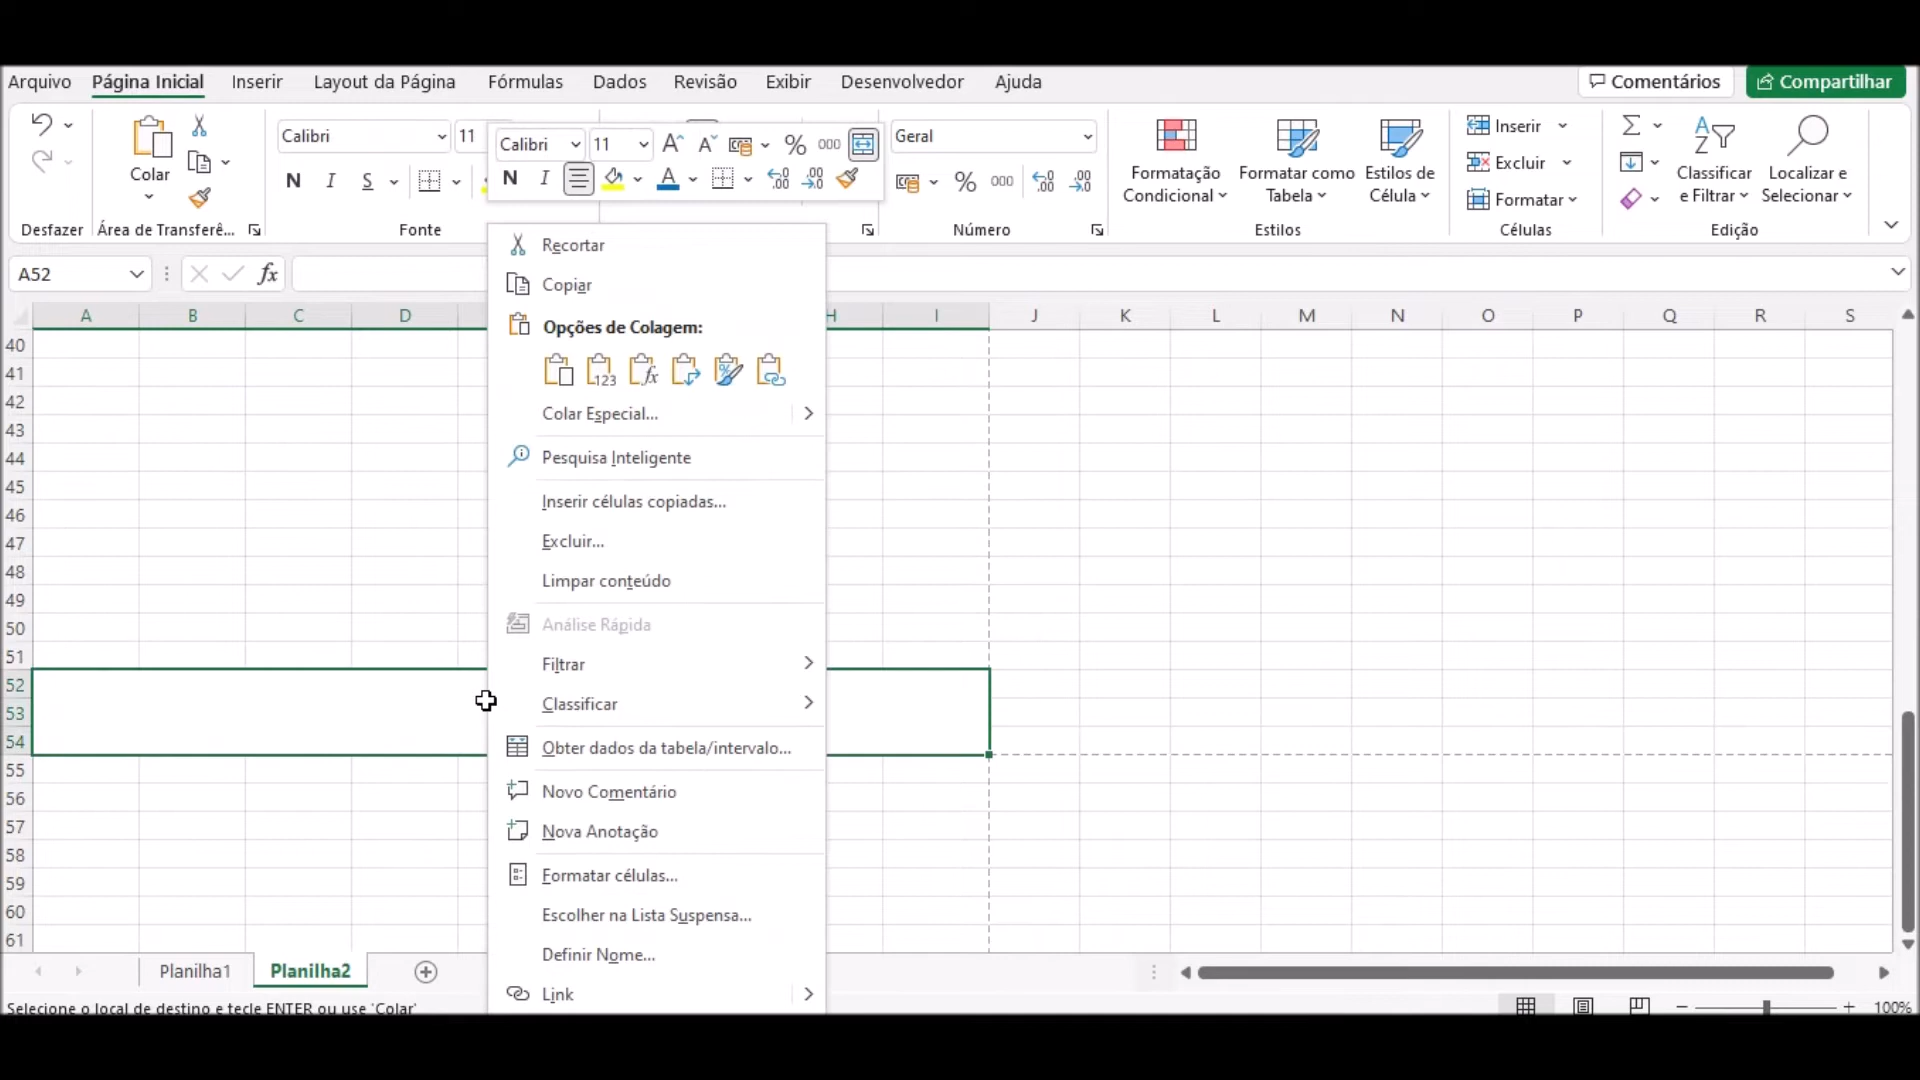 Arquivo Página Inicial Inserir Layout da Página Fórmulas Dados Revisão Exibir Desenvolvedor Ajuda Comentários Compartilhar
Colar
Calibri 11
N I S
Calibri 11 % 000
N I
Geral
% 000
Formatação Condicional
Formatar como Tabela
Estilos de Célula
Inserir
Excluir
Formatar
Classificar e Filtrar
Localizar e Selecionar
Desfazer Área de Transferê... Fonte Número Estilos Células Edição
A52 fx
A B C D H I J K L M N O P Q R S
40
41
42
43
44
45
46
47
48
49
50
51
52
53
54
55
56
57
58
59
60
61
Recortar
Copiar
Opções de Colagem:
Colar Especial...
Pesquisa Inteligente
Inserir células copiadas...
Excluir...
Limpar conteúdo
Análise Rápida
Filtrar
Classificar
Obter dados da tabela/intervalo...
Novo Comentário
Nova Anotação
Formatar células...
Escolher na Lista Suspensa...
Definir Nome...
Link
Planilha1 Planilha2
Selecione o local de destino e tecle ENTER ou use 'Colar'
100%